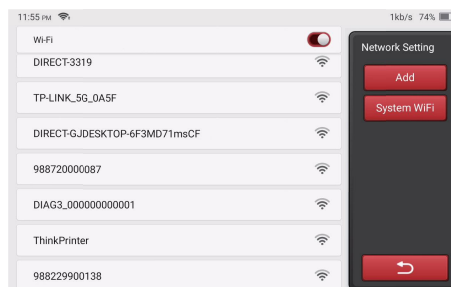 11:55 PM
1kb/s 74%
Wi-Fi
DIRECT-3319
TP-LINK_5G_0A5F
DIRECT-GJDESKTOP-6F3MD71msCF
988720000087
DIAG3_000000000001
ThinkPrinter
988229900138
Network Setting
Add
System WiFi